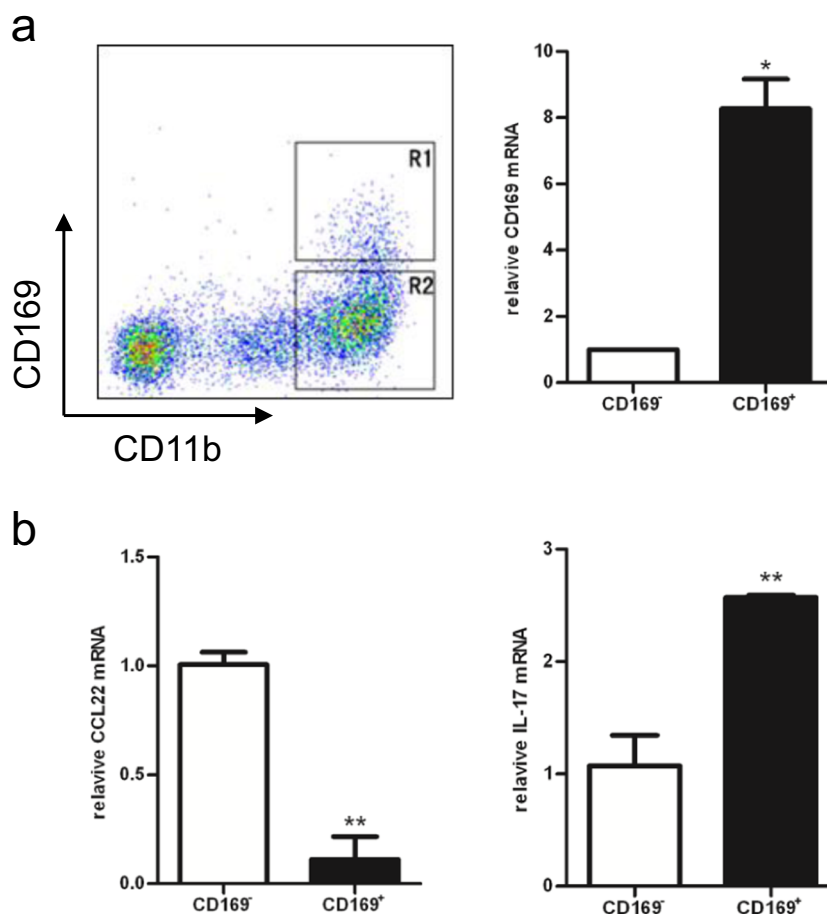 a
R1
R2
CD169
CD11b
relavive CD169 mRNA
10
8
6
4
2
0
*
CD169⁻
CD169⁺
b
relavive CCL22 mRNA
1.5
1.0
0.5
0.0
**
CD169⁻
CD169⁺
relavive IL-17 mRNA
3
2
1
0
**
CD169⁻
CD169⁺